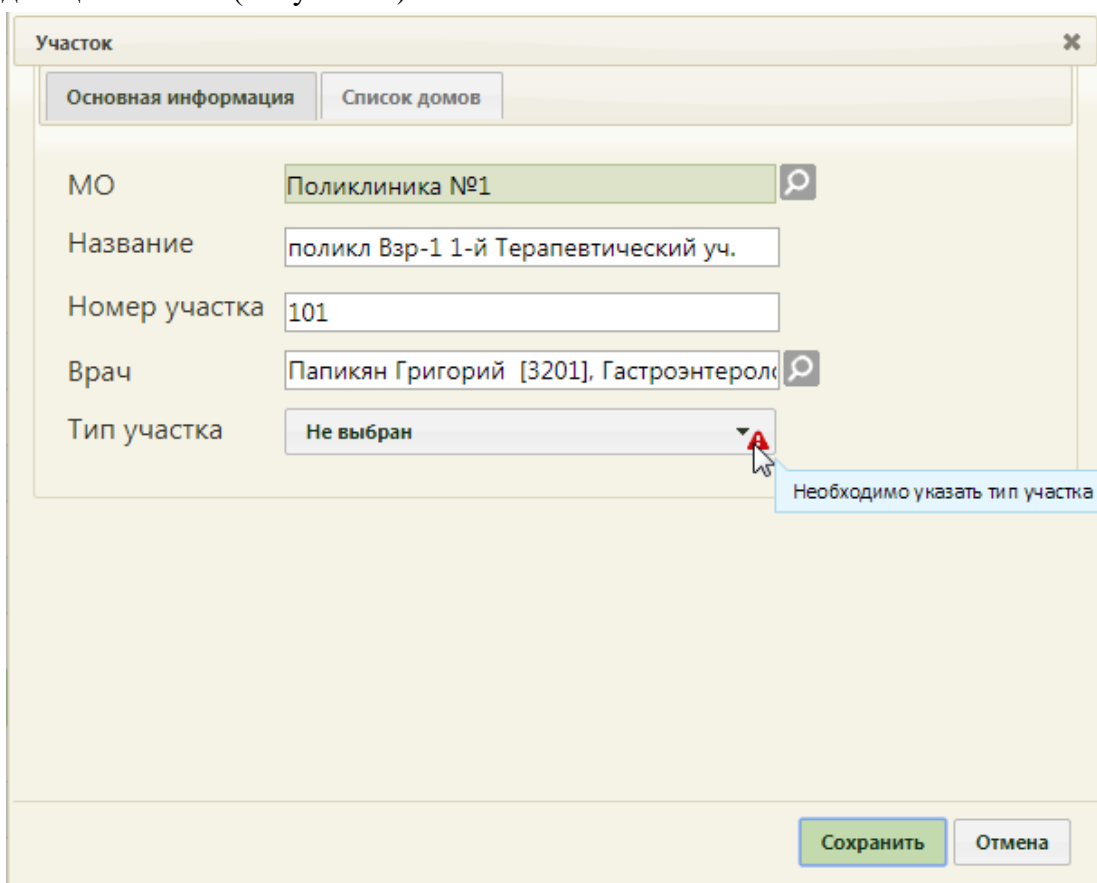 Участок
Основная информация
Список домов
МО
Поликлиника №1
Название
поликл Взр-1 1-й Терапевтический уч.
Номер участка
101
Врач
Папикян Григорий [3201], Гастроэнтероло
Тип участка
Не выбран
Необходимо указать тип участка
Сохранить
Отмена